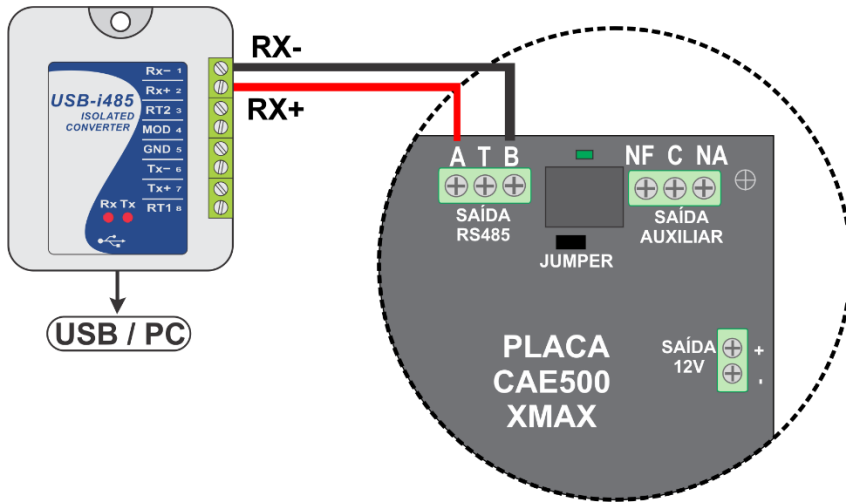 Rx- 1
Rx+ 2
RT2 3
MOD 4
GND 5
Tx- 6
Tx+ 7
RT1 8
USB-i485
ISOLATED
CONVERTER
Rx Tx
USB / PC
RX-
RX+
A T B
SAÍDA
RS485
JUMPER
NF C NA
SAÍDA
AUXILIAR
PLACA
CAE500
XMAX
SAÍDA
12V
+
-